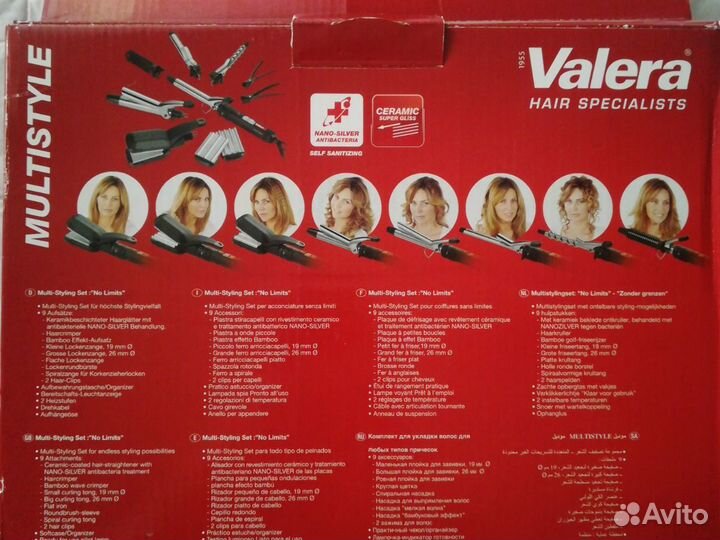 MULTISTYLE
1955
Valera
HAIR SPECIALISTS
NANO-SILVER
ANTIBACTERIA
SELF SANITIZING
CERAMIC
SUPER GLISS
D Multi-Styling Set :"No Limits"
• Multi-Styling Set für höchste Stylingvielfalt
• 9 Aufsätze:
- Keramikbeschichteter Haarglätter mit
antibakterielle NANO-SILVER Behandlung.
- Haarcrimper
- Bamboo Effekt-Aufsatz
- Kleine Lockenzange, 19 mm Ø
- Grosse Lockenzange, 26 mm Ø
- Flache Lockenzange
- Lockenrundbürste
- Spiralzange für Korkenzieherlocken
- 2 Haar-Clips
• Aufbewahrungstasche/Organizer
• Bereitschafts-Leuchtanzeige
• 2 Heizstufen
• Drehkabel
• Aufhängeöse
I Multi-Styling Set :"No Limits"
• Multi-Styling Set per acconciature senza limiti
• 9 Accessori:
- Piastra stiracapelli con rivestimento ceramico
e trattamento antibatterico NANO-SILVER
- Piastra a onde piccole
- Piastra effetto Bamboo
- Piccolo ferro arricciacapelli, 19 mm Ø
- Grande ferro arricciacapelli, 26 mm Ø
- Ferro arricciacapelli piatto
- Spazzola rotonda
- Ferro a spirale
- 2 clips per capelli
• Pratico astuccio/organizer
• Lampada spia Pronto all'uso
• 2 regolazioni di temperatura
• Cavo girevole
• Anello per appendere
F Multi-Styling Set :"No Limits"
• Multi-Styling Set pour coiffures sans limites
• 9 accessoires:
- Plaque de défrisage avec revêtement céramique
et traitement antibactérien NANO-SILVER
- Plaque à petites boucles
- Plaque à effet Bamboo
- Petit fer à friser,19 mm Ø
- Grand fer à friser, 26 mm Ø
- Fer à friser plat
- Brosse ronde
- Fer à anglaises
- 2 clips pour cheveux
• Etui de rangement/organizer
• Lampe voyant Prêt à l'emploi
• 2 réglages de température
• Câble avec articulation tournante
• Anneau de suspension
NL Multistylingset: "No Limits" - "Zonder grenzen"
• Multistylingset met ontelbare styling-mogelijkheden
• 9 hulpstukken:
- Met keramiek beklede ontkruller, behandeld met
NANOZILVER tegen bacteriën
- Haarkruller
- Bamboe golf-friseerijzer
- Kleine friseertang, 19 mm Ø
- Grote friseertang, 26 mm Ø
- Platte krultang
- Holle ronde borstel
- Spiraalvormige krultang
- 2 haarspelden
• Zachte opbergtas met vakjes
• Verklikkerlichtje "Klaar voor gebruik"
• 2 instelbare temperaturen
• Snoer met wartelkoppeling
• Ophanglus
GB Multi-Styling Set :"No Limits"
• Multi-Styling Set for endless styling possibilities
• 9 Attachments:
- Ceramic-coated hair-straightener with
NANO-SILVER antibacteria treatment
- Haircrimper
- Bamboo wave crimper
- Small curling tong, 19 mm Ø
- Big curling tong, 26 mm Ø
- Flat iron
- Roundbrush-sleeve
- Spiral curling tong
- 2 hair clips
• Softcase/Organizer
E Multi-Styling Set :"No Limits"
• Multi-Styling Set para todo tipo de peinados
• 9 Accesorios:
- Alisador con revestimiento cerámico y tratamiento
antibacteriano NANO-SILVER
- Plancha para pequeñas ondulaciones
- plancha efecto bambú
- Rizador pequeño de cabello, 19 mm Ø
- Rizador grande de cabello, 26 mm Ø
- Rizador plano de cabello
- Cepillo redondo
- Plancha de espiral
- 2 clips para cabello
• Práctico estuche/organizer
RU Комплект для укладки волос для
любых типов причесок
• 9 аксессуаров:
- Маленькая плойка для завивки, 19 мм Ø
- Большая плойка для завивки, 26 мм Ø
- Ровная плойка для завивки
- Круглая щетка
- Спиральная насадка
- Насадка для выпрямления волос
- Насадка "мелкая волна"
- Насадка "бамбуковый эффект"
- 2 зажима для волос
• Практичный чехол/органайзер
• Лампочка-индикатор готовности
SA موديل MULTISTYLE موديل
Avito